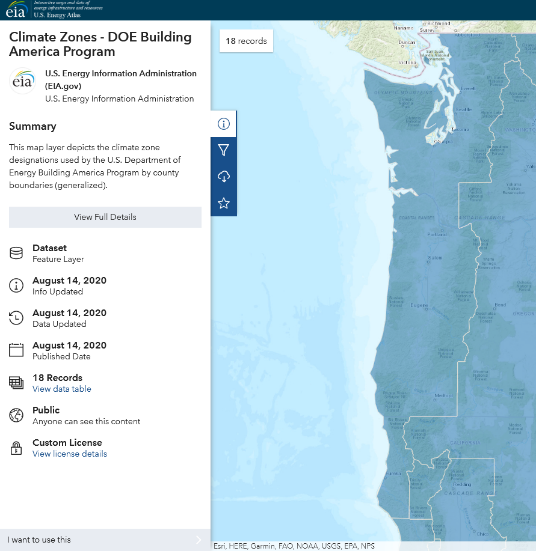 eia
Interactive maps and data of
energy infrastructure and resources
U.S. Energy Atlas
Climate Zones - DOE Building
America Program
eia
U.S. Energy Information Administration
(EIA.gov)
U.S. Energy Information Administration
Summary
This map layer depicts the climate zone
designations used by the U.S. Department of
Energy Building America Program by county
boundaries (generalized).
View Full Details
Dataset
Feature Layer
August 14, 2020
Info Updated
August 14, 2020
Data Updated
August 14, 2020
Published Date
18 Records
View data table
Public
Anyone can see this content
Custom License
View license details
I want to use this
18 records
Esri, HERE, Garmin, FAO, NOAA, USGS, EPA, NPS